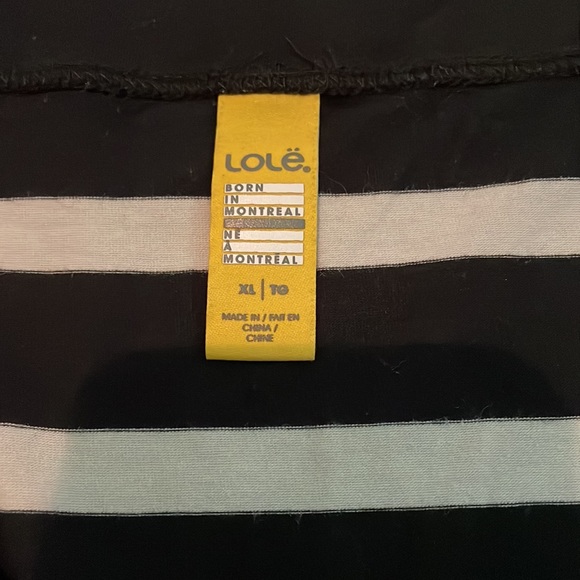 LOLË.
BORN
IN
MONTREAL
NÉ
À
MONTRÉAL
XL | TG
MADE IN / FAIT EN
CHINA /
CHINE